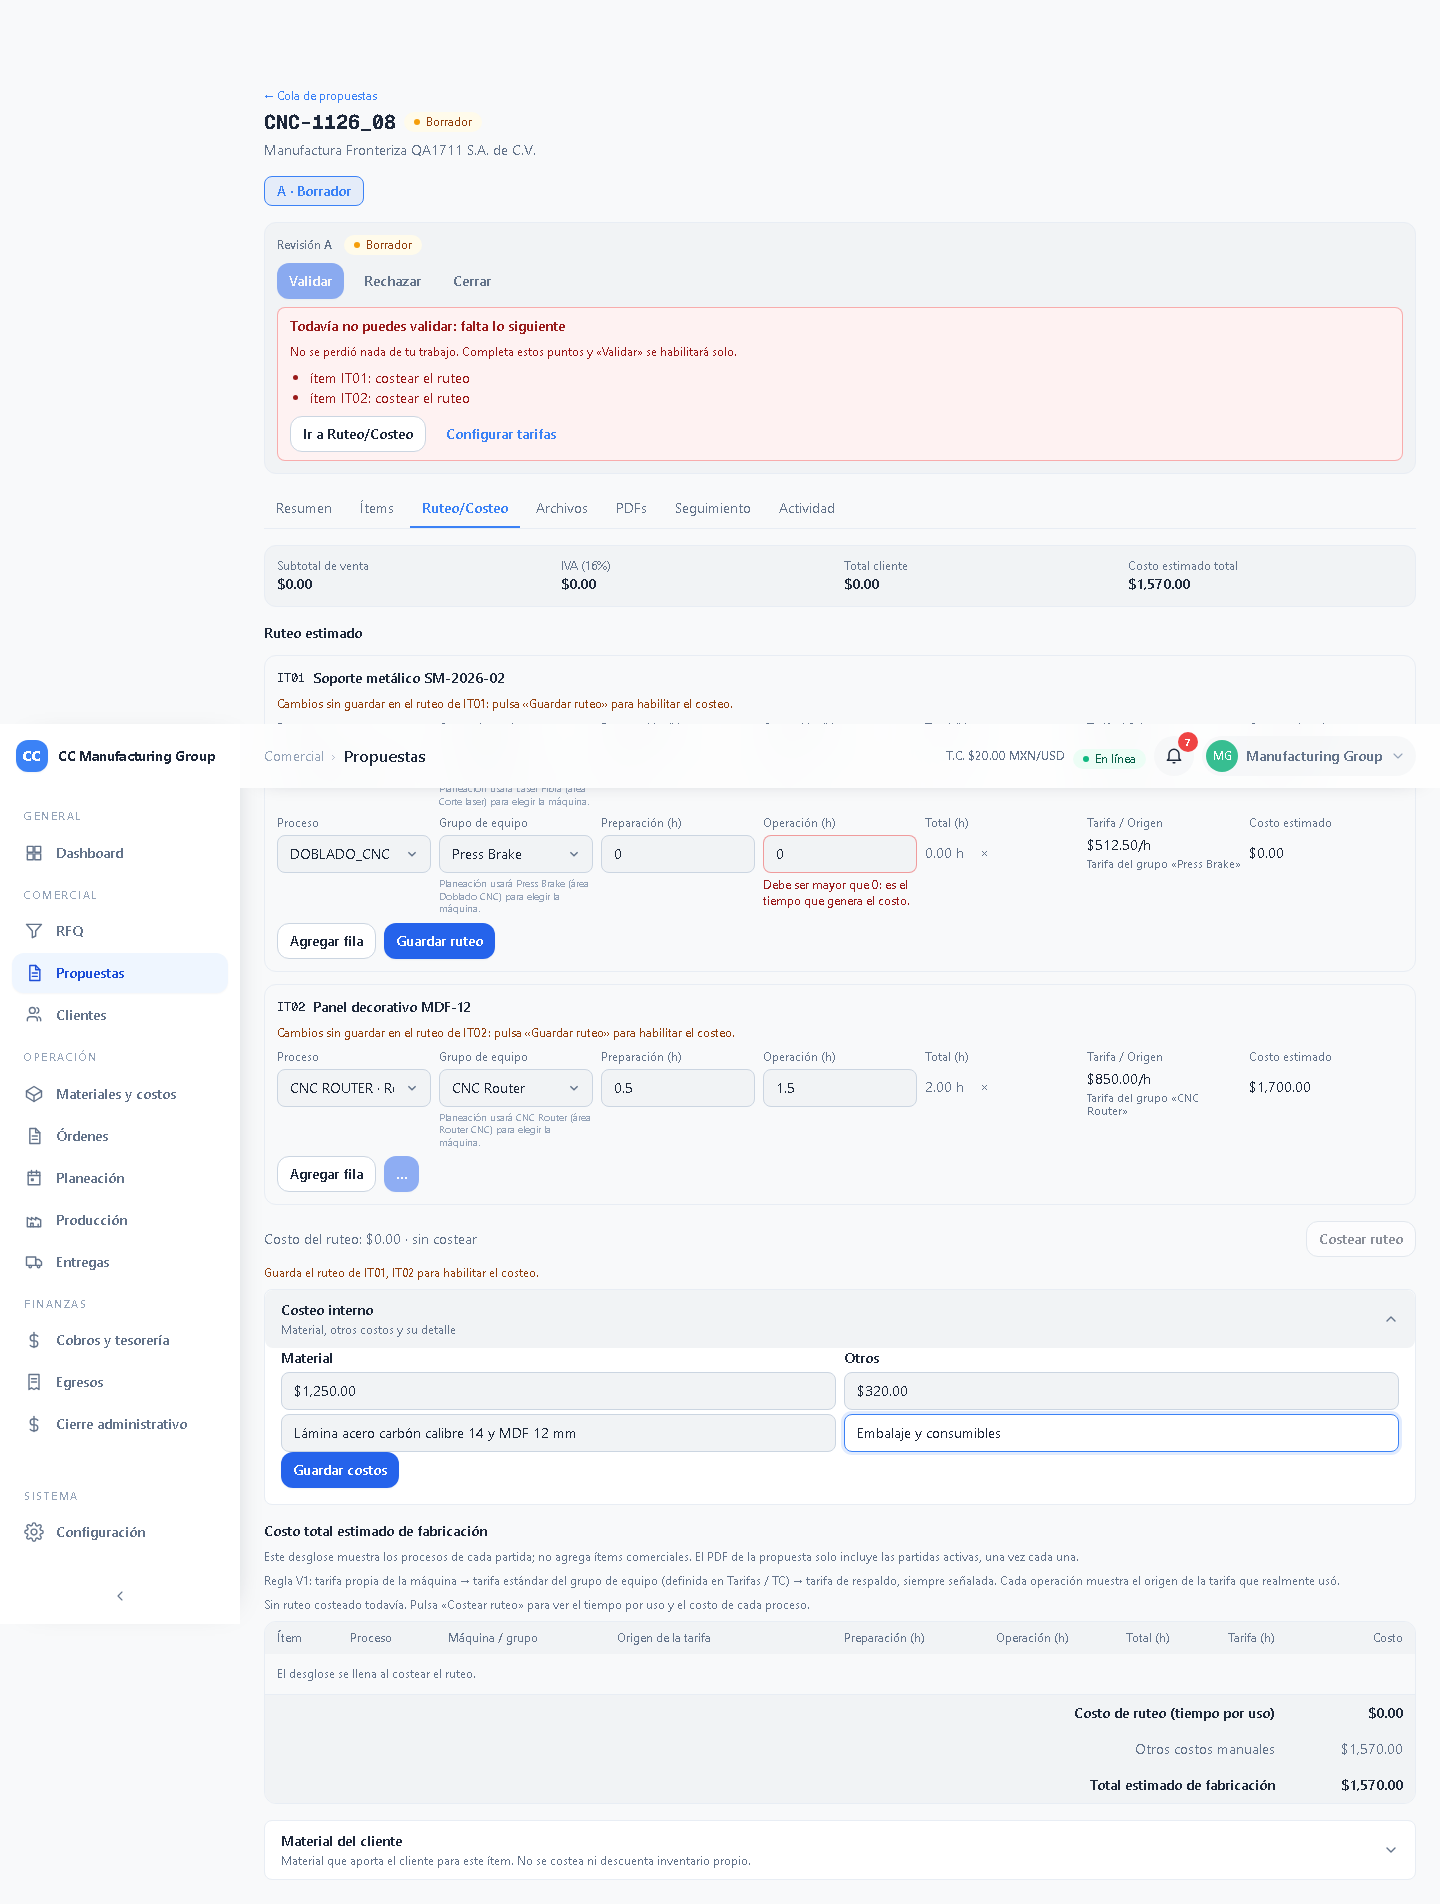 ← Cola de propuestas
CNC-1126_08 Borrador
Manufactura Fronteriza QA1711 S.A. de C.V.
A · Borrador
Revisión A Borrador
Validar Rechazar Cerrar
Todavía no puedes validar: falta lo siguiente
No se perdió nada de tu trabajo. Completa estos puntos y «Validar» se habilitará solo.
• ítem IT01: costear el ruteo
• ítem IT02: costear el ruteo
Ir a Ruteo/Costeo Configurar tarifas
Resumen Ítems Ruteo/Costeo Archivos PDFs Seguimiento Actividad
Subtotal de venta IVA (16%) Total cliente Costo estimado total
$0.00 $0.00 $0.00 $1,570.00
Ruteo estimado
IT01 Soporte metálico SM-2026-02
Cambios sin guardar en el ruteo de IT01: pulsa «Guardar ruteo» para habilitar el costeo.
CC CC Manufacturing Group
Comercial › Propuestas
T.C. $20.00 MXN/USD En línea 7 MG Manufacturing Group
GENERAL
Dashboard
COMERCIAL
RFQ
Propuestas
Clientes
OPERACIÓN
Materiales y costos
Órdenes
Planeación
Producción
Entregas
FINANZAS
Cobros y tesorería
Egresos
Cierre administrativo
SISTEMA
Configuración
Planeación usará Láser Fibra (área
Corte laser) para elegir la máquina.
Proceso Grupo de equipo Preparación (h) Operación (h) Total (h) Tarifa / Origen Costo estimado
DOBLADO_CNC Press Brake 0 0 0.00 h × $512.50/h $0.00
Tarifa del grupo «Press Brake»
Planeación usará Press Brake (área
Doblado CNC) para elegir la
máquina.
Debe ser mayor que 0: es el
tiempo que genera el costo.
Agregar fila Guardar ruteo
IT02 Panel decorativo MDF-12
Cambios sin guardar en el ruteo de IT02: pulsa «Guardar ruteo» para habilitar el costeo.
Proceso Grupo de equipo Preparación (h) Operación (h) Total (h) Tarifa / Origen Costo estimado
CNC ROUTER · CNC Router 0.5 1.5 2.00 h × $850.00/h $1,700.00
Tarifa del grupo «CNC
Router»
Planeación usará CNC Router (área
Router CNC) para elegir la
máquina.
Agregar fila ...
Costo del ruteo: $0.00 · sin costear Costear ruteo
Guarda el ruteo de IT01, IT02 para habilitar el costeo.
Costeo interno
Material, otros costos y su detalle
Material Otros
$1,250.00 $320.00
Lámina acero carbón calibre 14 y MDF 12 mm Embalaje y consumibles
Guardar costos
Costo total estimado de fabricación
Este desglose muestra los procesos de cada partida; no agrega ítems comerciales. El PDF de la propuesta solo incluye las partidas activas, una vez cada una.
Regla V1: tarifa propia de la máquina → tarifa estándar del grupo de equipo (definida en Tarifas / TC) → tarifa de respaldo, siempre señalada. Cada operación muestra el origen de la tarifa que realmente usó.
Sin ruteo costeado todavía. Pulsa «Costear ruteo» para ver el tiempo por uso y el costo de cada proceso.
Ítem Proceso Máquina / grupo Origen de la tarifa Preparación (h) Operación (h) Total (h) Tarifa (h) Costo
El desglose se llena al costear el ruteo.
Costo de ruteo (tiempo por uso) $0.00
Otros costos manuales $1,570.00
Total estimado de fabricación $1,570.00
Material del cliente
Material que aporta el cliente para este ítem. No se costea ni descuenta inventario propio.